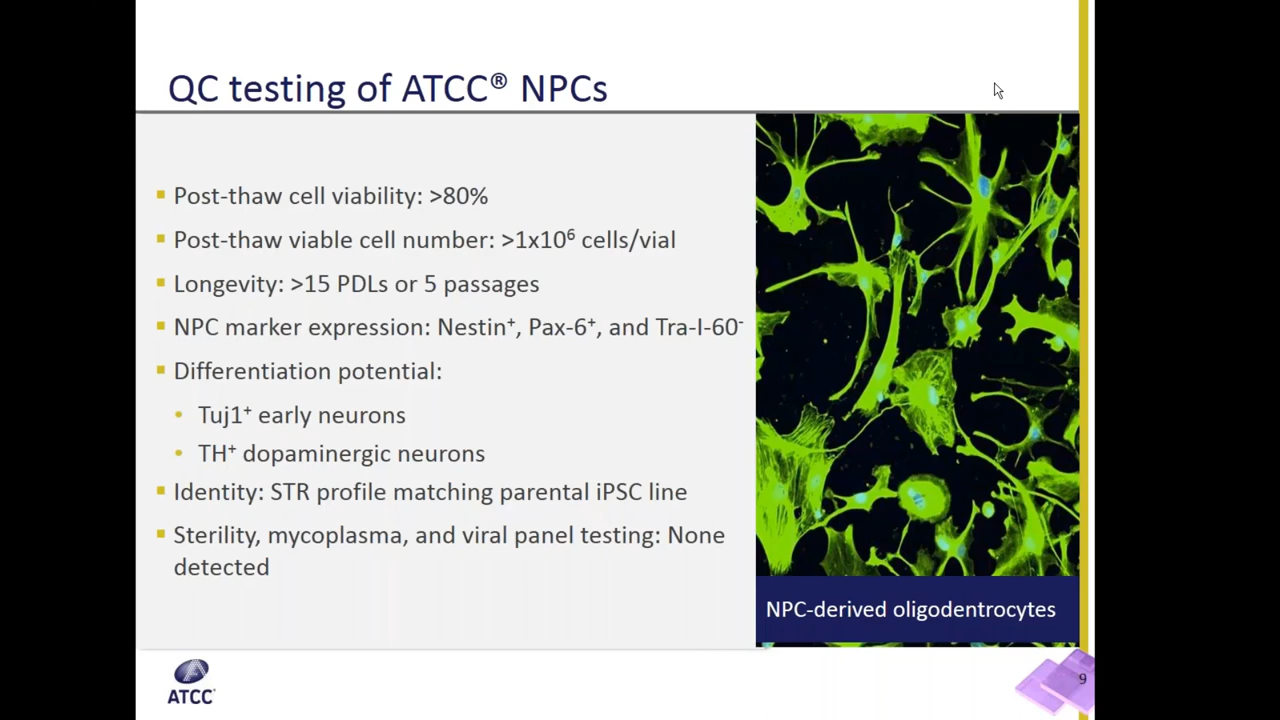 QC testing of ATCC® NPCs
Post-thaw cell viability: >80%
Post-thaw viable cell number: >1x10⁶ cells/vial
Longevity: >15 PDLs or 5 passages
NPC marker expression: Nestin⁺, Pax-6⁺, and Tra-I-60⁻
Differentiation potential:
Tuj1⁺ early neurons
TH⁺ dopaminergic neurons
Identity: STR profile matching parental iPSC line
Sterility, mycoplasma, and viral panel testing: None
detected
NPC-derived oligodentrocytes
ATCC
9